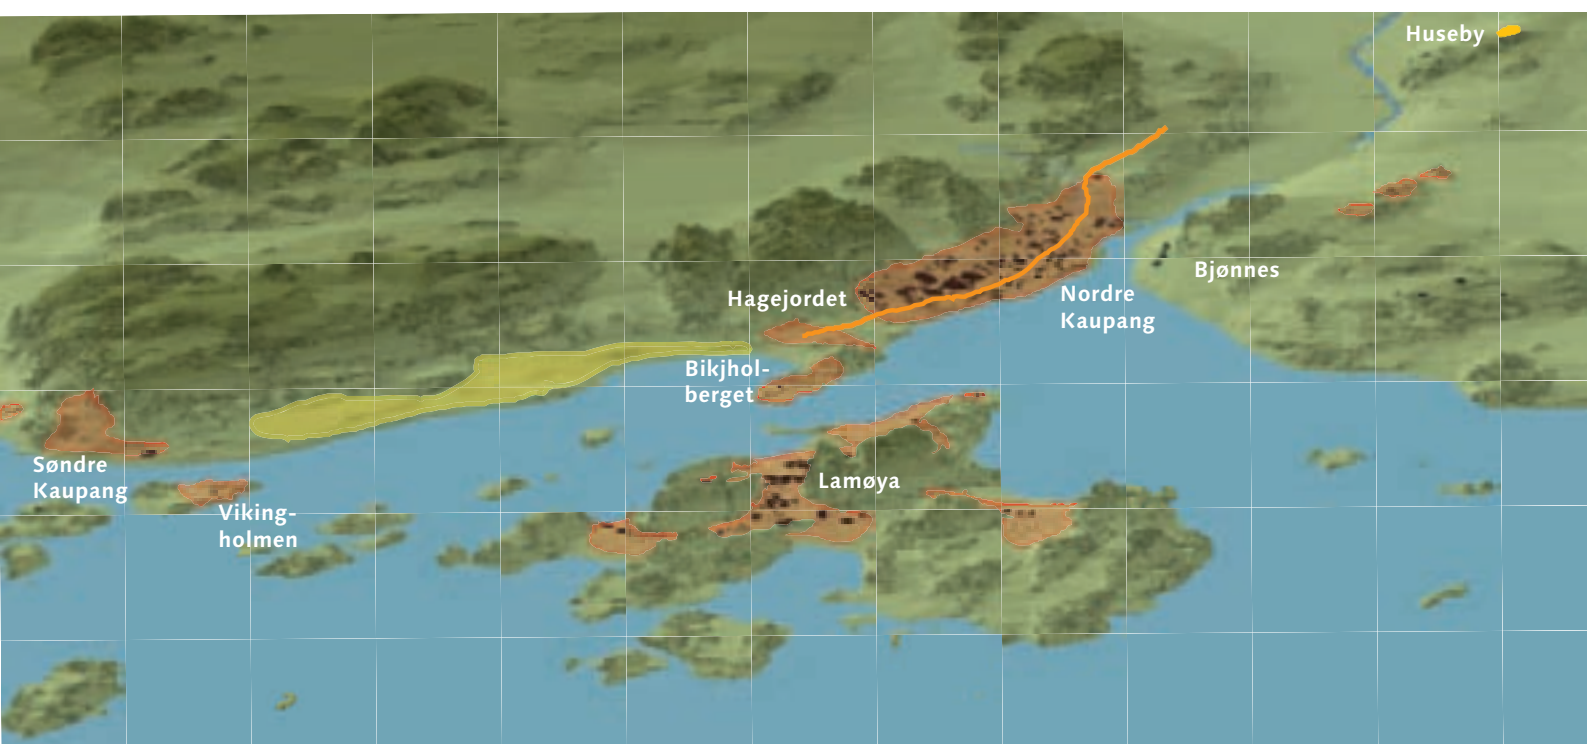 Huseby
Bjønnes
Hagejordet
Nordre
Kaupang
Bikjhol-
berget
Søndre
Kaupang
Lamøya
Viking-
holmen